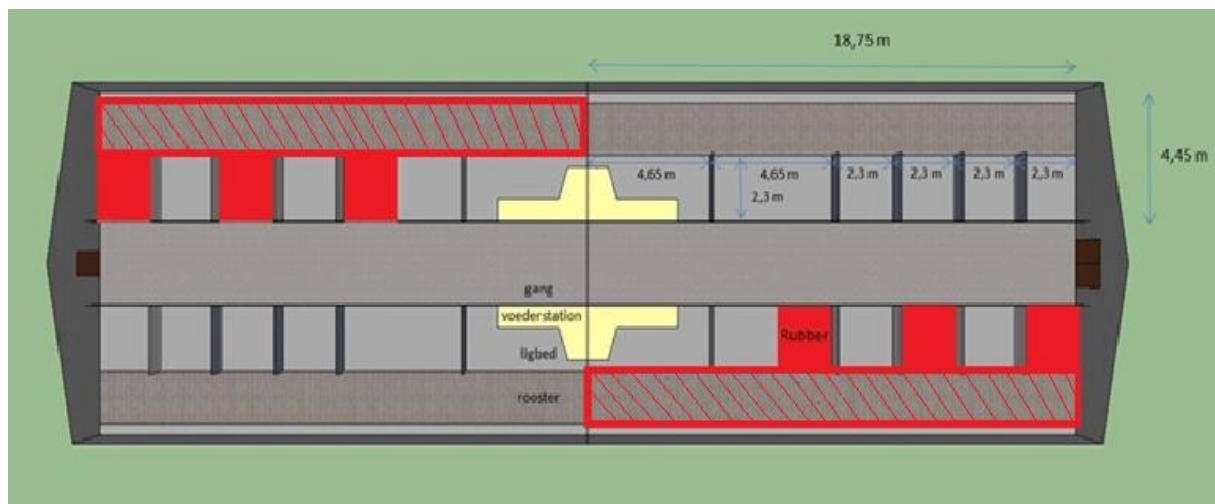 18,75 m
4,45 m
4,65 m
4,65 m
2,3 m
2,3 m
2,3 m
2,3 m
2,3 m
gang
voederstation
Rubber
ligbed
rooster